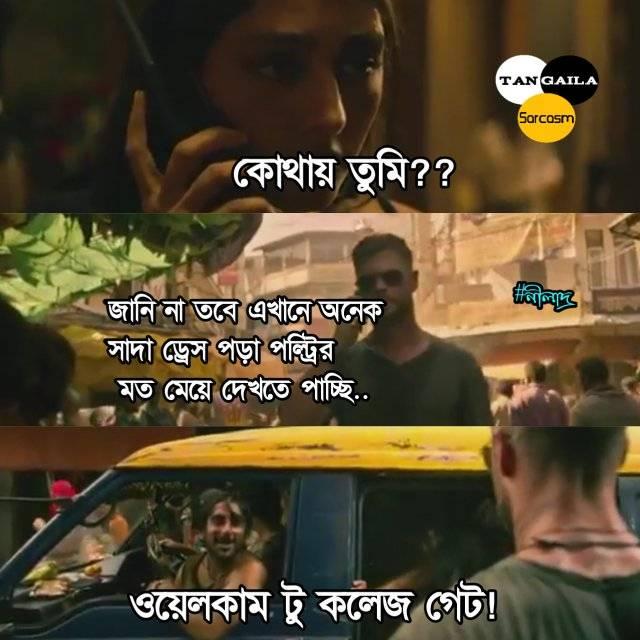 TANGAILA
Sarcasm
কোথায় তুমি??
জানি না তবে এখানে অনেক
#নীলাদ্র
সাদা ড্রেস পড়া পল্ট্রির
মত মেয়ে দেখতে পাচ্ছি..
ওয়েলকাম টু কলেজ গেট!